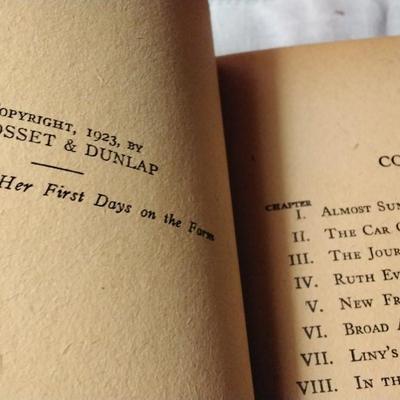 OPYRIGHT, 1923, BY
OSSET & DUNLAP
Her First Days on the Farm
CO
CHAPTER
I. ALMOST SUN
II. THE CAR
III. THE JOUR
IV. RUTH EV
V. NEW FR
VI. BROAD
VII. LINY'S
VIII. IN TH